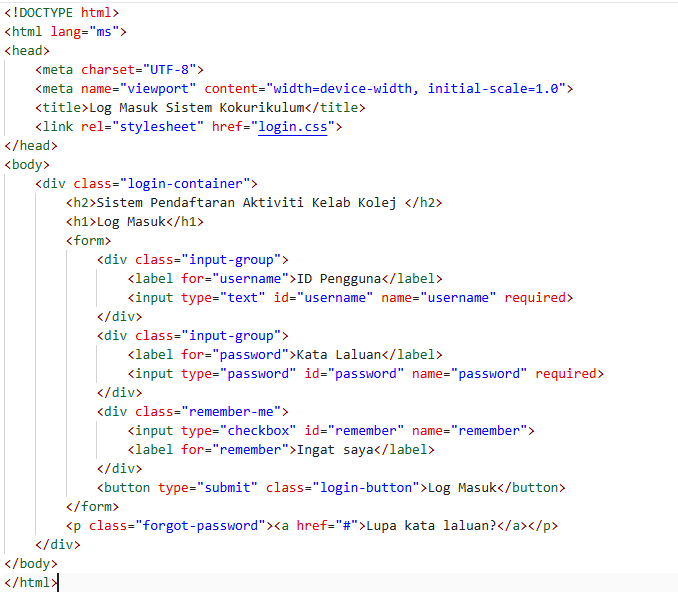 <!DOCTYPE html>
<html lang="ms">
<head>
    <meta charset="UTF-8">
    <meta name="viewport" content="width=device-width, initial-scale=1.0">
    <title>Log Masuk Sistem Kokurikulum</title>
    <link rel="stylesheet" href="login.css">
</head>
<body>
    <div class="login-container">
        <h2>Sistem Pendaftaran Aktiviti Kelab Kolej </h2>
        <h1>Log Masuk</h1>
        <form>
            <div class="input-group">
                <label for="username">ID Pengguna</label>
                <input type="text" id="username" name="username" required>
            </div>
            <div class="input-group">
                <label for="password">Kata Laluan</label>
                <input type="password" id="password" name="password" required>
            </div>
            <div class="remember-me">
                <input type="checkbox" id="remember" name="remember">
                <label for="remember">Ingat saya</label>
            </div>
            <button type="submit" class="login-button">Log Masuk</button>
        </form>
        <p class="forgot-password"><a href="#">Lupa kata laluan?</a></p>
    </div>
</body>
</html>